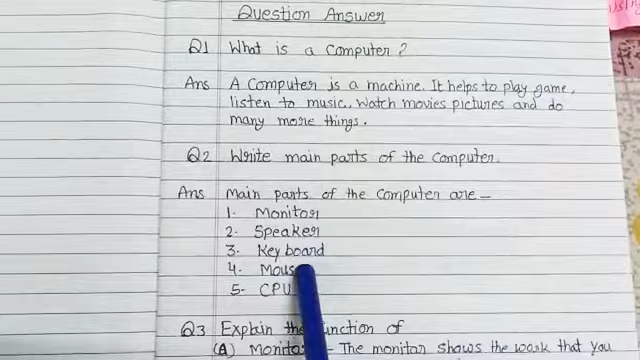 Question Answer
Q1 What is a Computer?
Ans A Computer is a machine. It helps to play game,
listen to music, Watch movies pictures and do
many more things.
Q2 Write main parts of the Computer.
Ans Main parts of the Computer are –
1. Monitor
2. Speaker
3. Keyboard
4. Mous
5- CPU
Q3 Explain the function of
(A) Monitor - The monitor shows the work that you